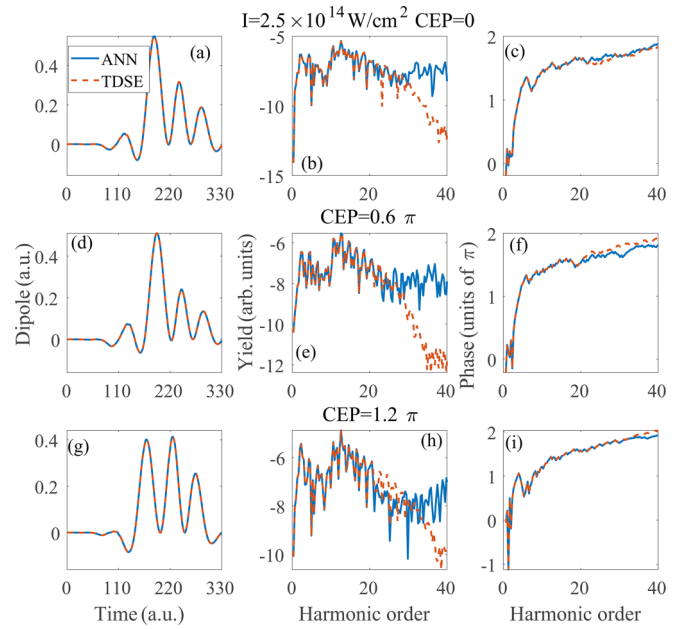 I=2.5×10¹⁴W/cm² CEP=0
(a)
ANN
TDSE
0.4
0.2
0
0 110 220 330
-5
-10
-15
(b)
0 20 40
2
1
0
(c)
0 20 40
CEP=0.6 π
(d)
0.4
0.2
0
0 110 220 330
Dipole (a.u.)
-6
-8
-10
-12
(e)
0 20 40
Yield (arb. units)
2
1
0
(f)
0 20 40
Phase (units of π)
CEP=1.2 π
(g)
0.4
0.2
0
0 110 220 330
Time (a.u.)
-6
-8
-10
(h)
0 20 40
Harmonic order
2
1
0
-1
(i)
0 20 40
Harmonic order